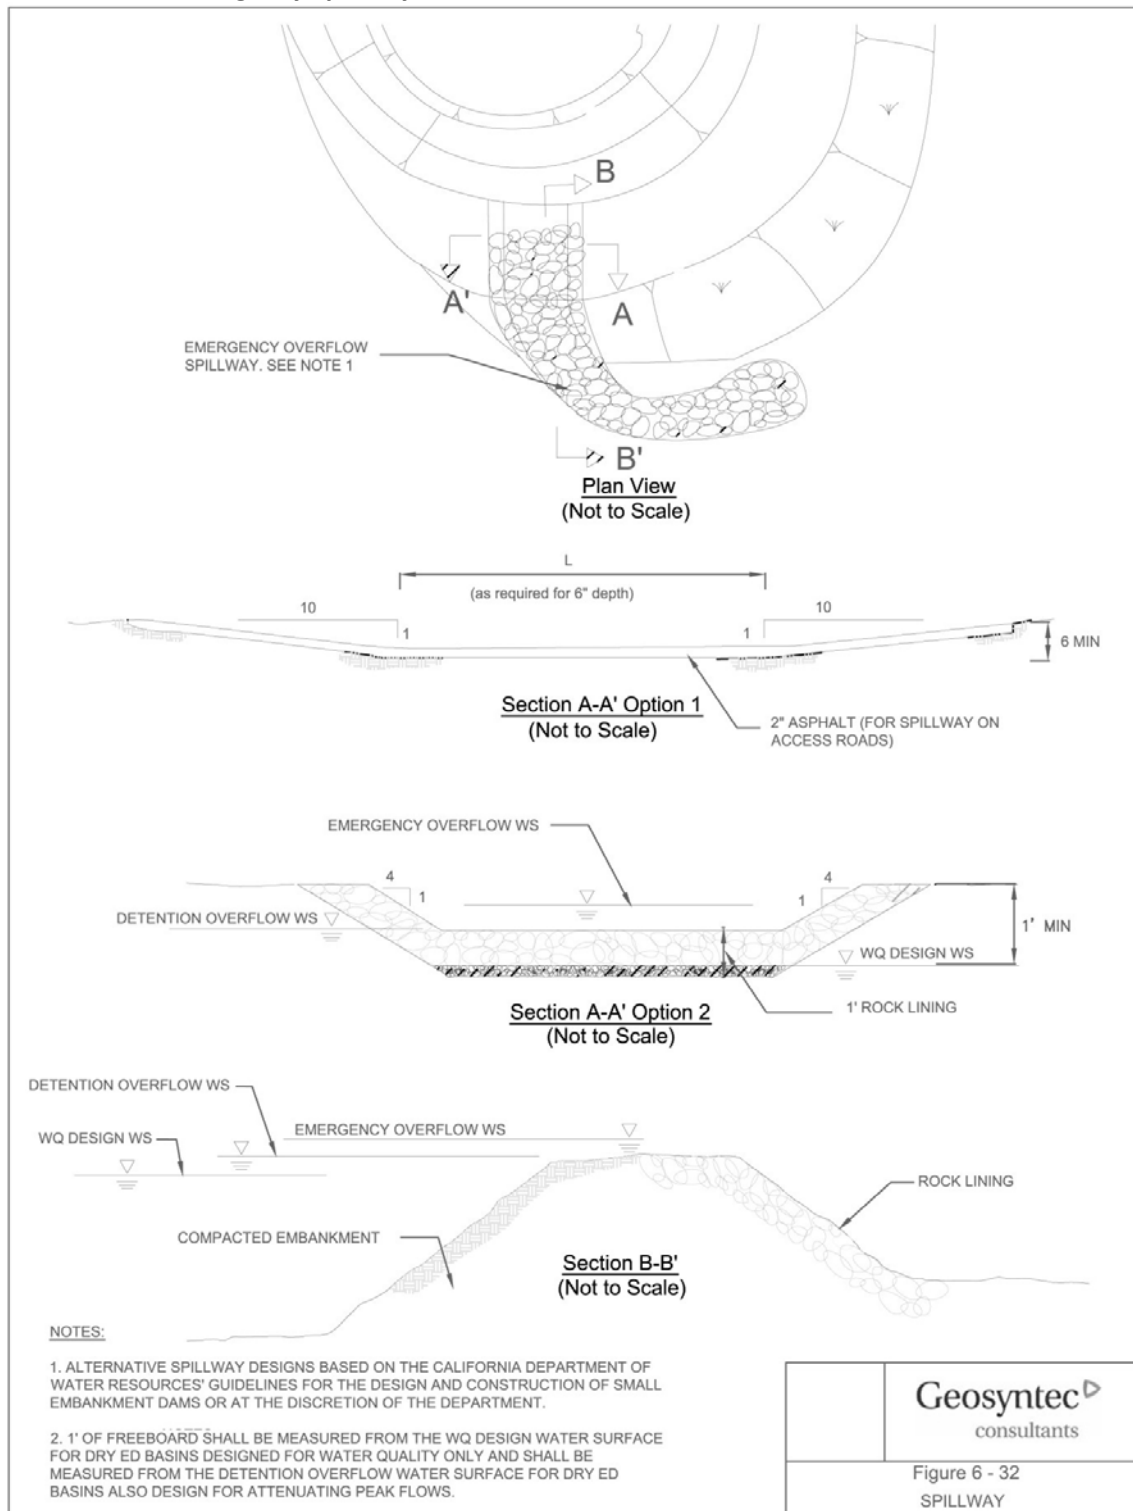 B
A'
A
EMERGENCY OVERFLOW
SPILLWAY. SEE NOTE 1
B'
Plan View
(Not to Scale)
L
(as required for 6" depth)
10
1
1
10
6 MIN
Section A-A' Option 1
(Not to Scale)
2" ASPHALT (FOR SPILLWAY ON
ACCESS ROADS)
EMERGENCY OVERFLOW WS
4
1
4
1
DETENTION OVERFLOW WS
1' MIN
WQ DESIGN WS
1' ROCK LINING
Section A-A' Option 2
(Not to Scale)
DETENTION OVERFLOW WS
EMERGENCY OVERFLOW WS
WQ DESIGN WS
ROCK LINING
COMPACTED EMBANKMENT
Section B-B'
(Not to Scale)
NOTES:
1. ALTERNATIVE SPILLWAY DESIGNS BASED ON THE CALIFORNIA DEPARTMENT OF
WATER RESOURCES' GUIDELINES FOR THE DESIGN AND CONSTRUCTION OF SMALL
EMBANKMENT DAMS OR AT THE DISCRETION OF THE DEPARTMENT.
2. 1' OF FREEBOARD SHALL BE MEASURED FROM THE WQ DESIGN WATER SURFACE
FOR DRY ED BASINS DESIGNED FOR WATER QUALITY ONLY AND SHALL BE
MEASURED FROM THE DETENTION OVERFLOW WATER SURFACE FOR DRY ED
BASINS ALSO DESIGN FOR ATTENUATING PEAK FLOWS.
Geosyntec
consultants
Figure 6 - 32
SPILLWAY